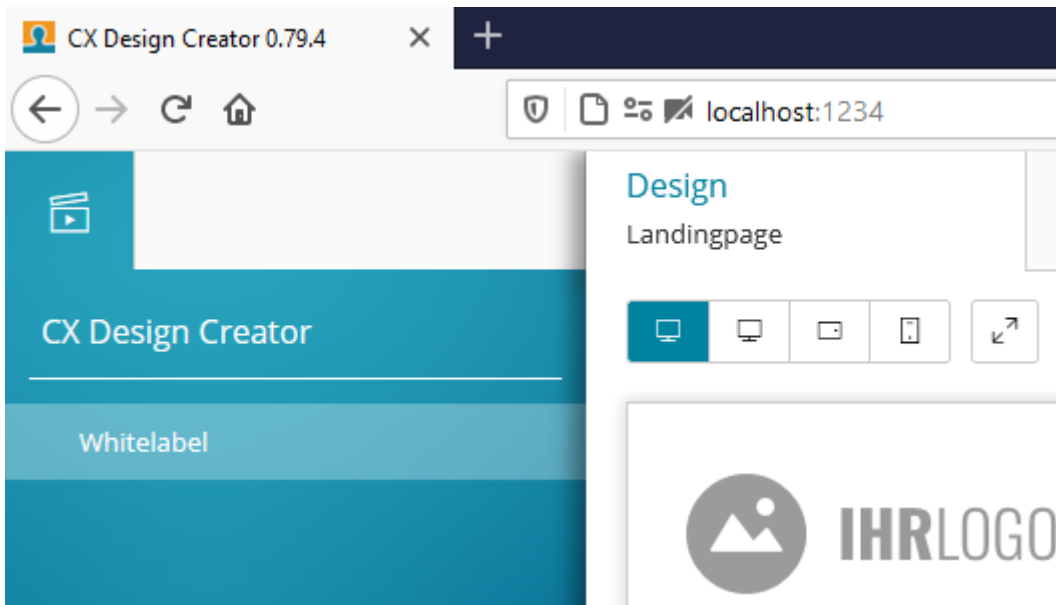 CX Design Creator 0.79.4
localhost:1234
Design
Landingpage
CX Design Creator
Whitelabel
IHRLOGO